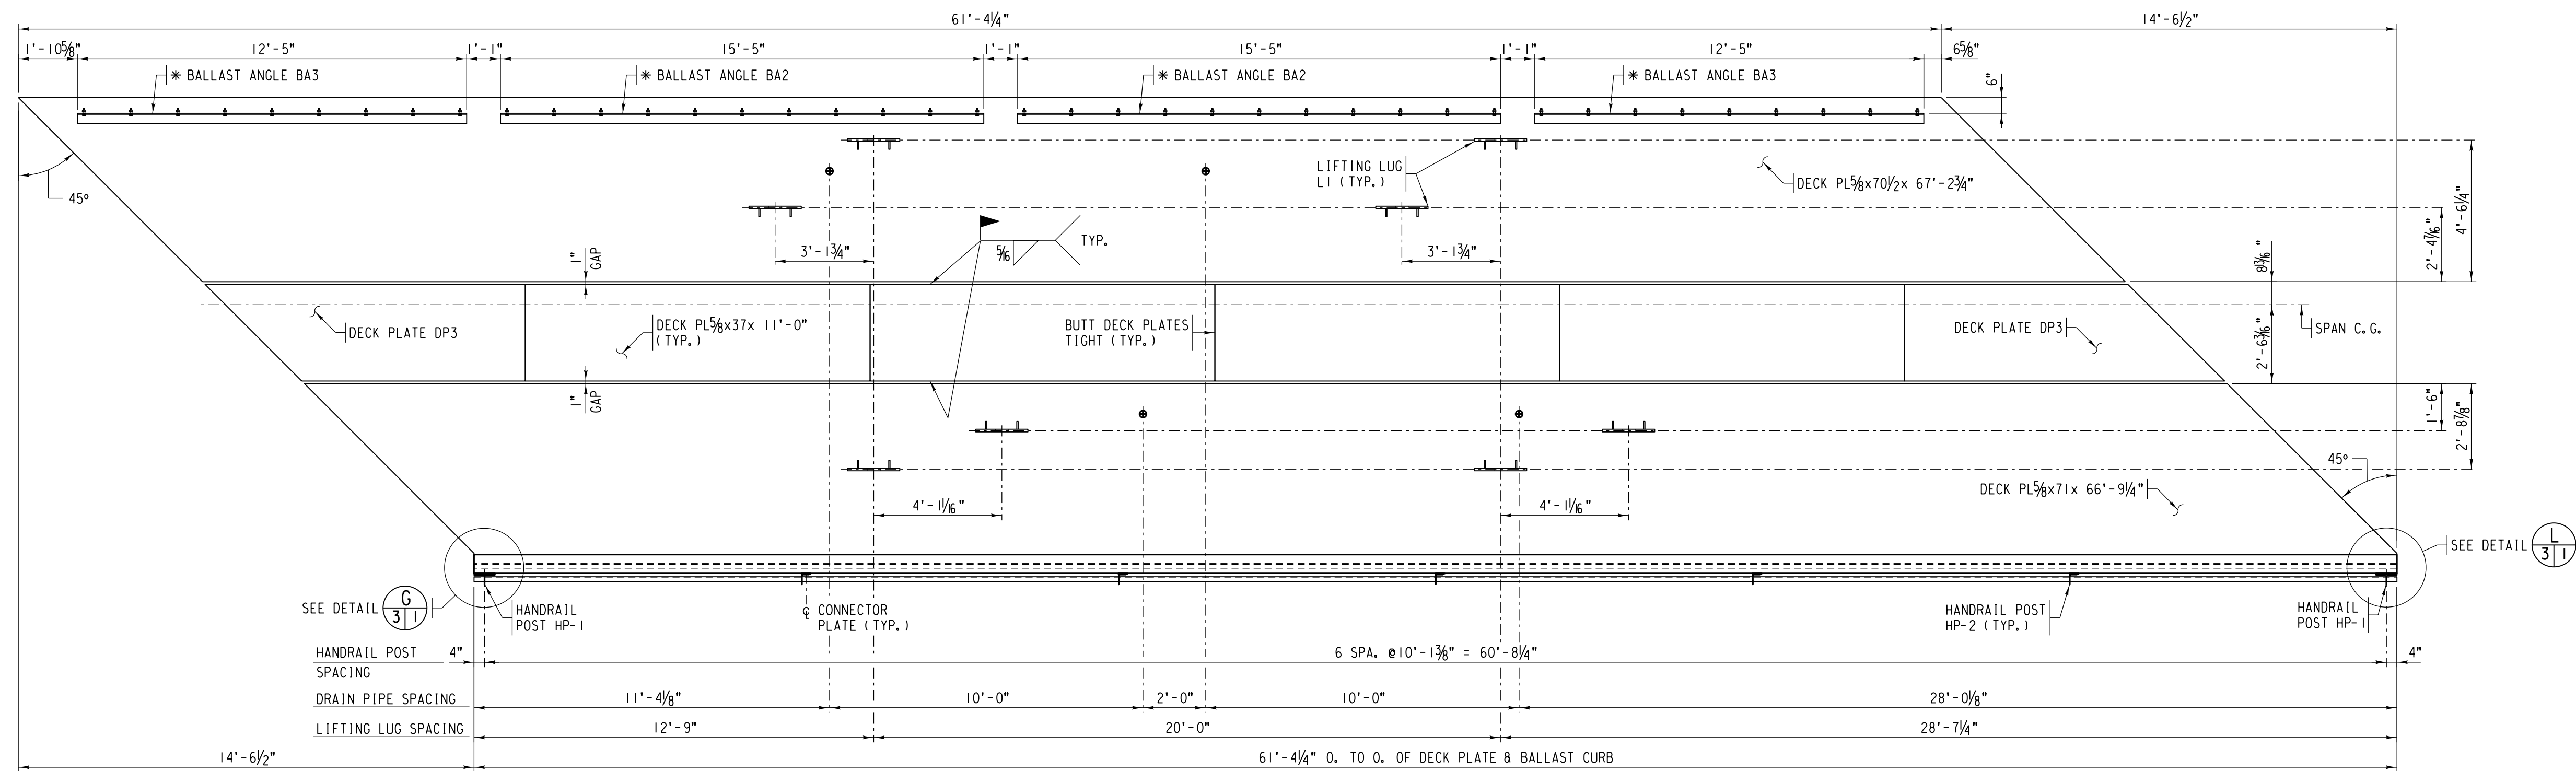 61'-4¼" 14'-6½"
1'-10⅝" 12'-5" 1'-1" 15'-5" 1'-1" 15'-5" 1'-1" 12'-5" 6⅝"
✳ BALLAST ANGLE BA3 ✳ BALLAST ANGLE BA2 ✳ BALLAST ANGLE BA2 ✳ BALLAST ANGLE BA3
6"
45°
LIFTING LUG
L1 (TYP.)
DECK PL⅝x70½x 67'-2¾"
4'-6¼"
2'-4⁷⁄₁₆"
TYP.
5⁄16
3'-1¾" 3'-1¾"
1"
GAP
8¹³⁄₁₆"
DECK PLATE DP3
DECK PL⅝x37x 11'-0"
(TYP.)
BUTT DECK PLATES
TIGHT (TYP.)
DECK PLATE DP3
SPAN C.G.
2'-6³⁄₁₆"
1"
GAP
1'-6"
2'-8⅞"
45°
DECK PL⅝x71x 66'-9¼"
4'-1¹⁄₁₆" 4'-1¹⁄₁₆"
SEE DETAIL L
3 1
SEE DETAIL G
3 1
HANDRAIL
POST HP-1
℄ CONNECTOR
PLATE (TYP.)
HANDRAIL POST
HP-2 (TYP.)
HANDRAIL
POST HP-1
HANDRAIL POST
SPACING
4" 6 SPA. @10'-1⅜" = 60'-8¼" 4"
DRAIN PIPE SPACING 11'-4⅛" 10'-0" 2'-0" 10'-0" 28'-0⅛"
LIFTING LUG SPACING 12'-9" 20'-0" 28'-7¼"
14'-6½" 61'-4¼" O. TO O. OF DECK PLATE & BALLAST CURB